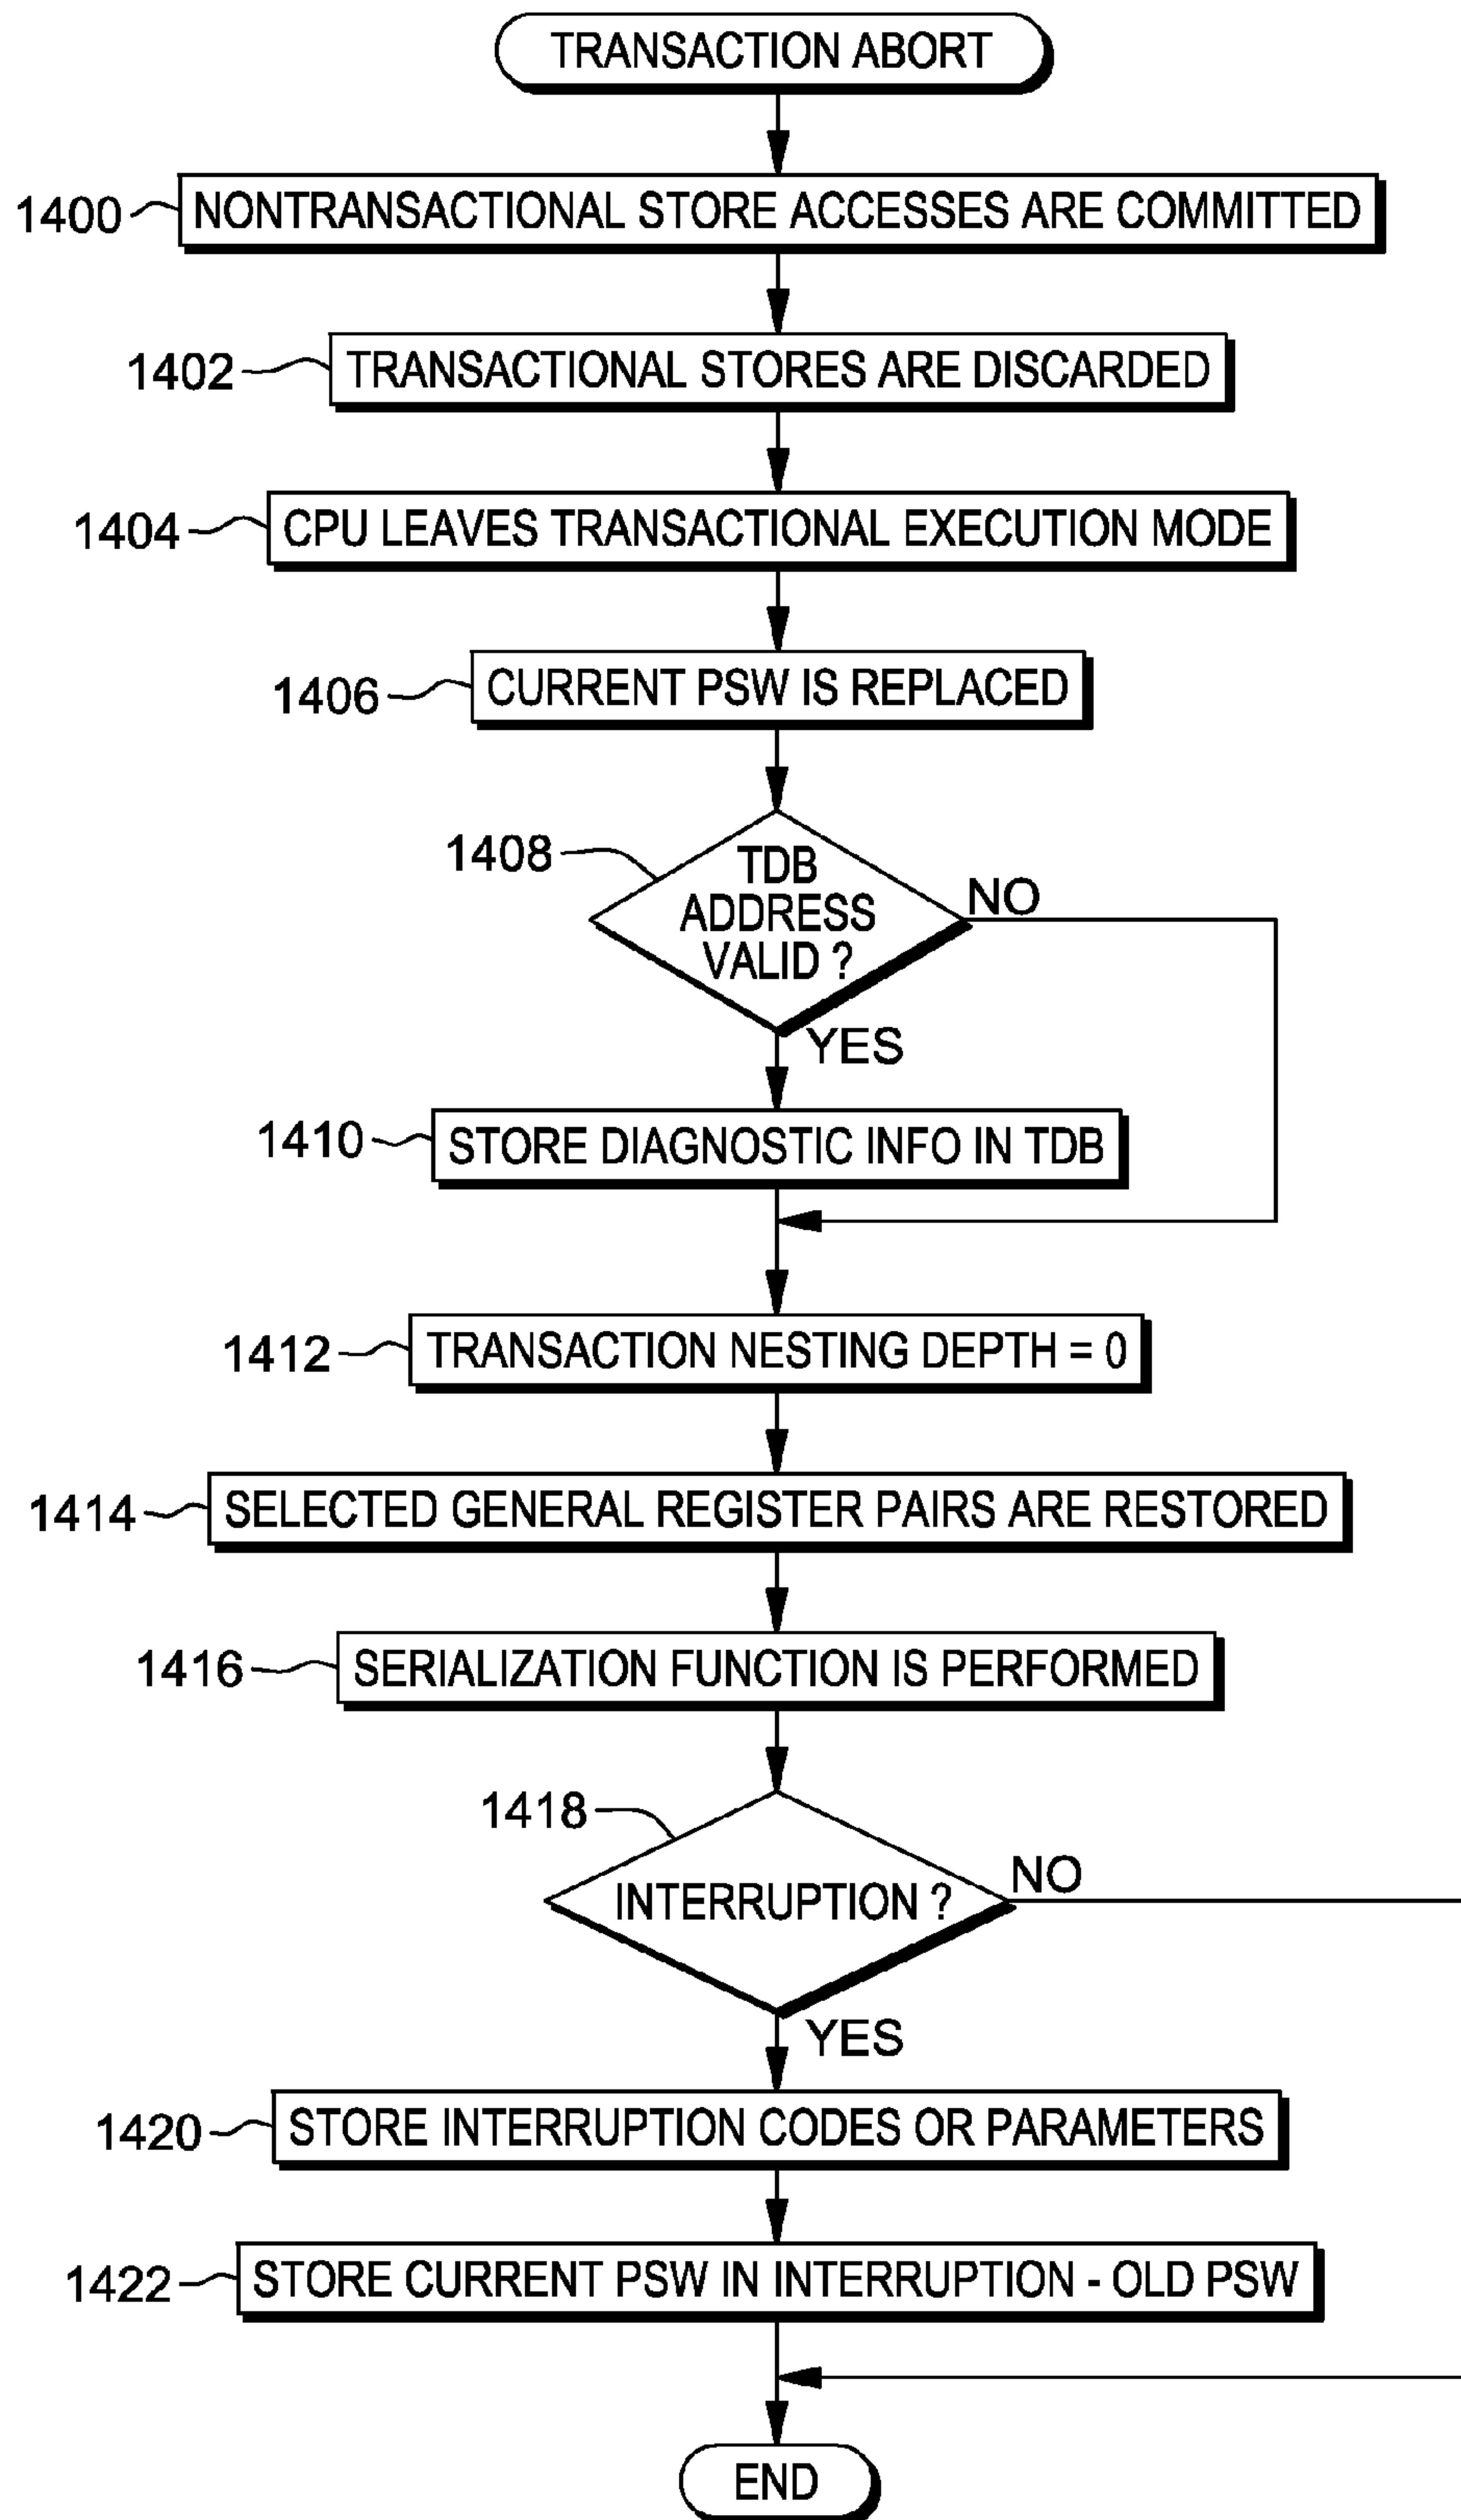 TRANSACTION ABORT
1400
NONTRANSACTIONAL STORE ACCESSES ARE COMMITTED
1402
TRANSACTIONAL STORES ARE DISCARDED
1404
CPU LEAVES TRANSACTIONAL EXECUTION MODE
1406
CURRENT PSW IS REPLACED
1408
TDB
ADDRESS
VALID ?
NO
YES
1410
STORE DIAGNOSTIC INFO IN TDB
1412
TRANSACTION NESTING DEPTH = 0
1414
SELECTED GENERAL REGISTER PAIRS ARE RESTORED
1416
SERIALIZATION FUNCTION IS PERFORMED
1418
INTERRUPTION ?
NO
YES
1420
STORE INTERRUPTION CODES OR PARAMETERS
1422
STORE CURRENT PSW IN INTERRUPTION - OLD PSW
END